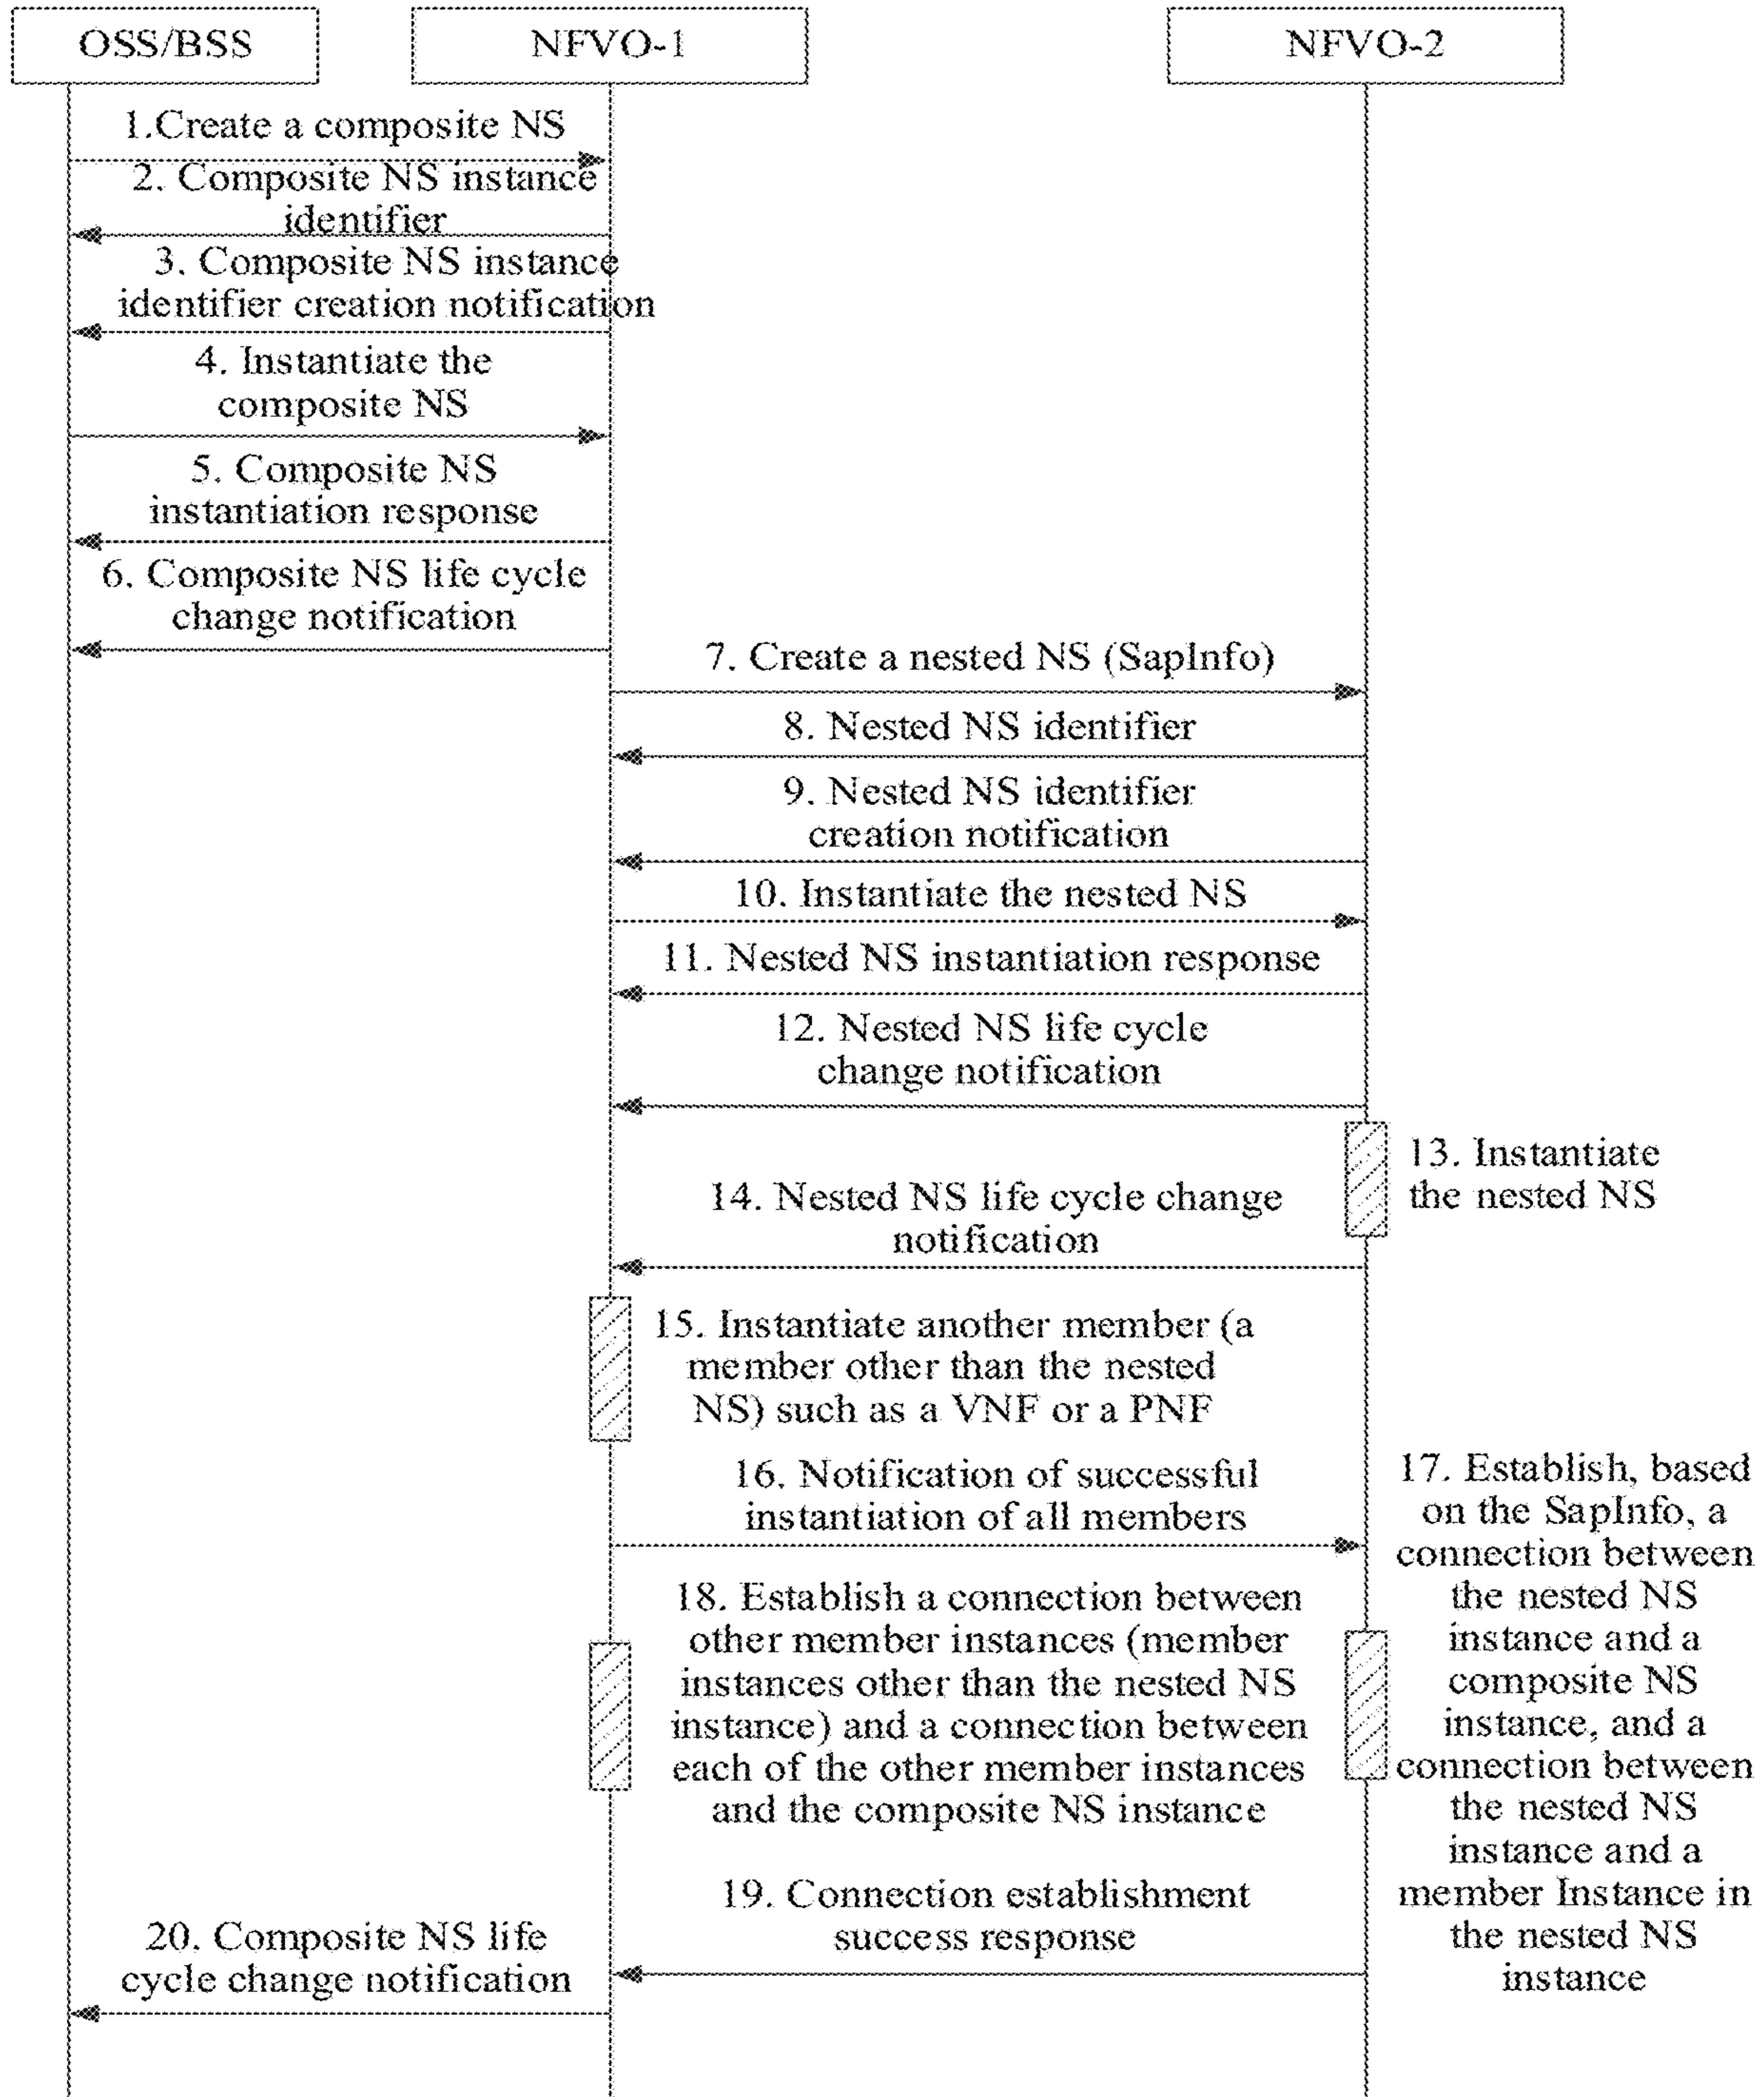 OSS/BSS
NFVO-1
NFVO-2
1.Create a composite NS
2. Composite NS instance
identifier
3. Composite NS instance
identifier creation notification
4. Instantiate the
composite NS
5. Composite NS
instantiation response
6. Composite NS life cycle
change notification
7. Create a nested NS (SapInfo)
8. Nested NS identifier
9. Nested NS identifier
creation notification
10. Instantiate the nested NS
11. Nested NS instantiation response
12. Nested NS life cycle
change notification
13. Instantiate
the nested NS
14. Nested NS life cycle change
notification
15. Instantiate another member (a
member other than the nested
NS) such as a VNF or a PNF
16. Notification of successful
instantiation of all members
17. Establish, based
on the SapInfo, a
connection between
the nested NS
instance and a
composite NS
instance, and a
connection between
the nested NS
instance and a
member Instance in
the nested NS
instance
18. Establish a connection between
other member instances (member
instances other than the nested NS
instance) and a connection between
each of the other member instances
and the composite NS instance
19. Connection establishment
success response
20. Composite NS life
cycle change notification